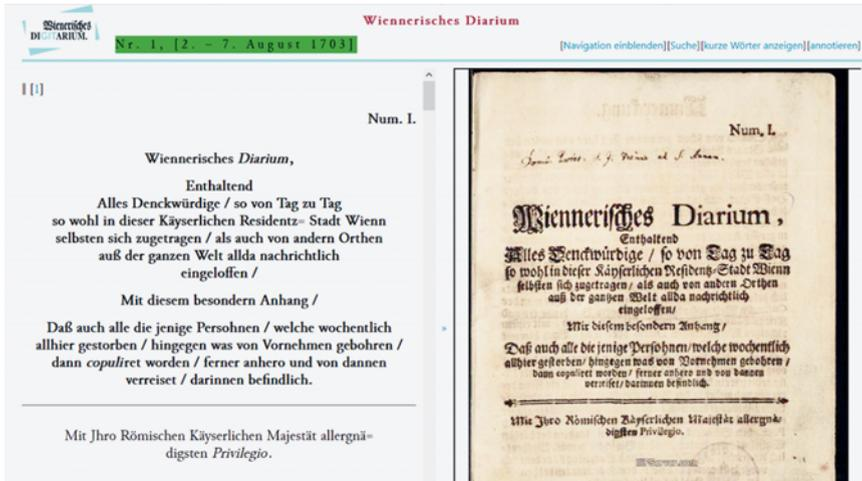 Wienerisches
DIGITARIUM.
Wiennerisches Diarium
Nr. 1, [2. – 7. August 1703]
[Navigation einblenden][Suche][kurze Wörter anzeigen][annotieren]
|| [1]
Num. I.
Wiennerisches Diarium,
Enthaltend
Alles Denckwürdige / so von Tag zu Tag
so wohl in dieser Käyserlichen Residentz= Stadt Wienn
selbsten sich zugetragen / als auch von andern Orthen
auß der ganzen Welt allda nachrichtlich
eingeloffen /
Mit diesem besondern Anhang /
Daß auch alle die jenige Persohnen / welche wochentlich
allhier gestorben / hingegen was von Vornehmen gebohren /
dann copuliret worden / ferner anhero und von dannen
verreiset / darinnen befindlich.
Mit Jhro Römischen Käyserlichen Majestät allergnä=
digsten Privilegio.
Num. I.
Wiennerisches Diarium,
Enthaltend
Alles Denckwürdige / so von Tag zu Tag
so wohl in dieser Käyserlichen Residentz-Stadt Wienn
selbsten sich zugetragen / als auch von andern Orthen
auß der gantzen Welt allda nachrichtlich
eingeloffen/
Mit diesem besondern Anhang/
Daß auch alle die jenige Persohnen/welche wochentlich
allhier gestorben/ hingegen was von Vornehmen gebohren /
dann copuliret worden / ferner anhero und von dannen
verreiset/ darinnen befindlich.
Mit Jhro Römischen Käyserlichen Majestät allergnä-
digsten Privilegio.